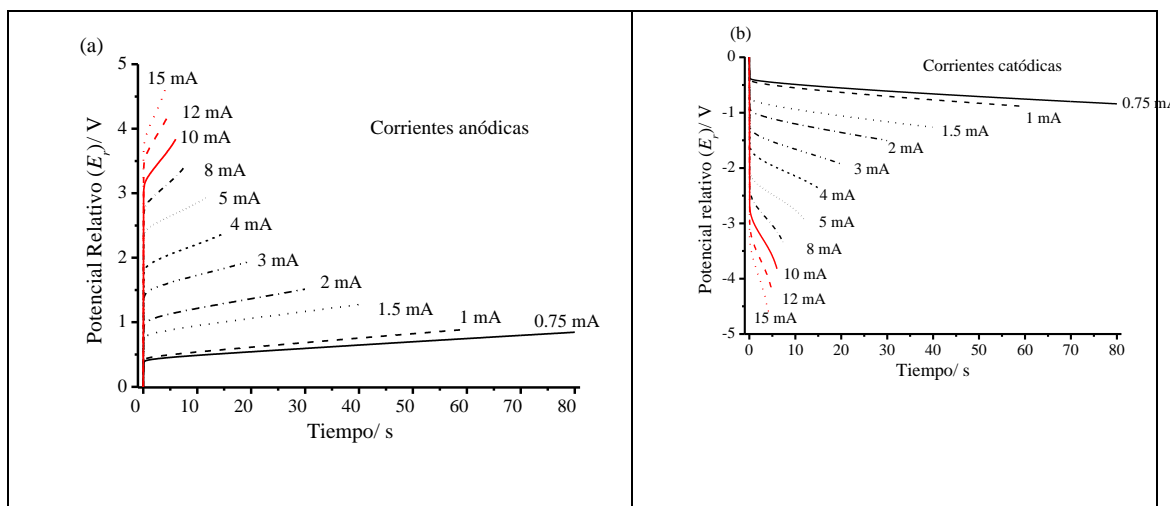 (a)
5
4
3
2
1
0
Potencial Relativo (E_r)/ V
15 mA
12 mA
10 mA
8 mA
5 mA
4 mA
3 mA
2 mA
1.5 mA
1 mA
0.75 mA
Corrientes anódicas
0 10 20 30 40 50 60 70 80
Tiempo/ s
(b)
0
-1
-2
-3
-4
-5
Potencial relativo (E_r)/ V
Corrientes catódicas
0.75 mA
1 mA
1.5 mA
2 mA
3 mA
4 mA
5 mA
8 mA
10 mA
12 mA
15 mA
0 10 20 30 40 50 60 70 80
Tiempo/ s